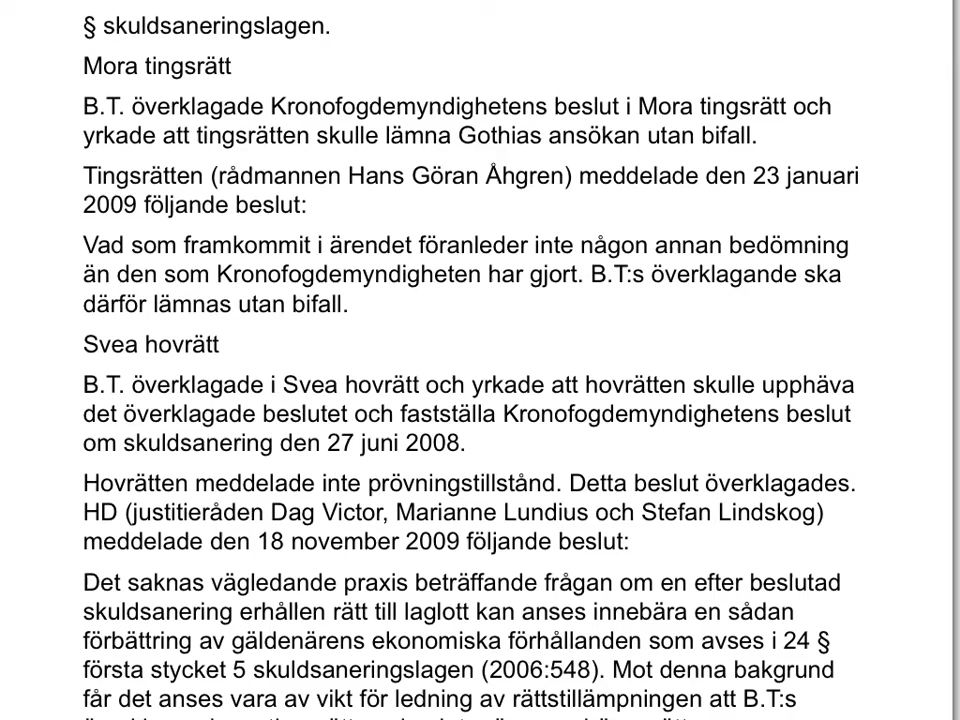 § skuldsaneringslagen.
Mora tingsrätt
B.T. överklagade Kronofogdemyndighetens beslut i Mora tingsrätt och
yrkade att tingsrätten skulle lämna Gothias ansökan utan bifall.
Tingsrätten (rådmannen Hans Göran Åhgren) meddelade den 23 januari
2009 följande beslut:
Vad som framkommit i ärendet föranleder inte någon annan bedömning
än den som Kronofogdemyndigheten har gjort. B.T:s överklagande ska
därför lämnas utan bifall.
Svea hovrätt
B.T. överklagade i Svea hovrätt och yrkade att hovrätten skulle upphäva
det överklagade beslutet och fastställa Kronofogdemyndighetens beslut
om skuldsanering den 27 juni 2008.
Hovrätten meddelade inte prövningstillstånd. Detta beslut överklagades.
HD (justitieråden Dag Victor, Marianne Lundius och Stefan Lindskog)
meddelade den 18 november 2009 följande beslut:
Det saknas vägledande praxis beträffande frågan om en efter beslutad
skuldsanering erhållen rätt till laglott kan anses innebära en sådan
förbättring av gäldenärens ekonomiska förhållanden som avses i 24 §
första stycket 5 skuldsaneringslagen (2006:548). Mot denna bakgrund
får det anses vara av vikt för ledning av rättstillämpningen att B.T:s